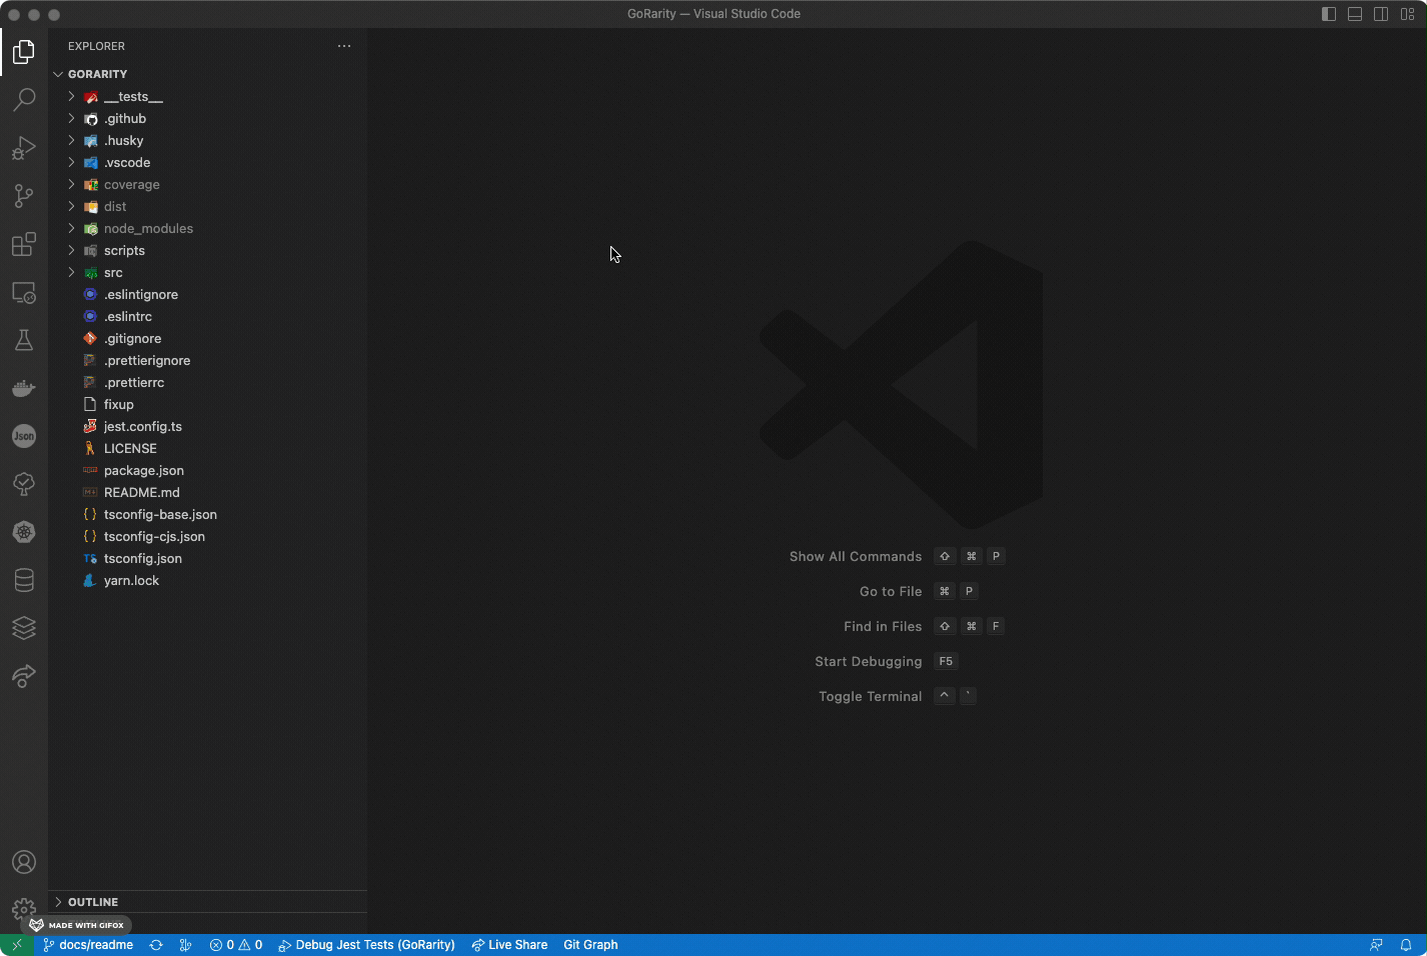 GoRarity — Visual Studio Code
EXPLORER
GORARITY
__tests__
.github
.husky
.vscode
coverage
dist
node_modules
scripts
src
.eslintignore
.eslintrc
.gitignore
.prettierignore
.prettierrc
fixup
jest.config.ts
LICENSE
package.json
README.md
tsconfig-base.json
tsconfig-cjs.json
tsconfig.json
yarn.lock
Json
Show All Commands ⇧ ⌘ P
Go to File ⌘ P
Find in Files ⇧ ⌘ F
Start Debugging F5
Toggle Terminal ^ `
OUTLINE
MADE WITH GIFOX
docs/readme 0 0 Debug Jest Tests (GoRarity) Live Share Git Graph